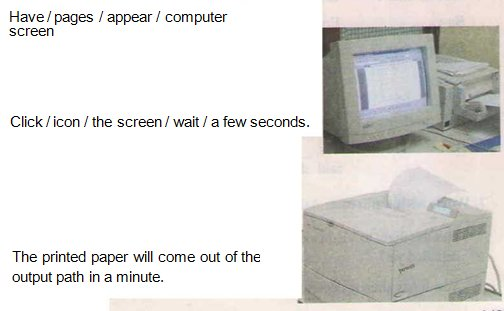 Have / pages / appear / computer
screen
Click / icon / the screen / wait / a few seconds.
The printed paper will come out of the
output path in a minute.